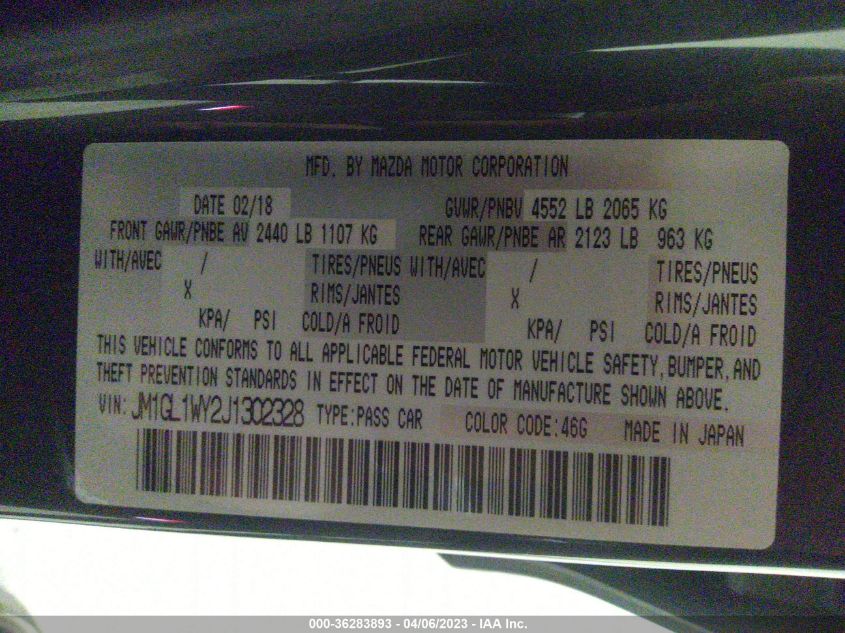 MFD. BY MAZDA MOTOR CORPORATION
DATE 02/18 GVWR/PNBV 4552 LB 2065 KG
FRONT GAWR/PNBE AV 2440 LB 1107 KG REAR GAWR/PNBE AR 2123 LB 963 KG
WITH/AVEC / TIRES/PNEUS WITH/AVEC / TIRES/PNEUS
X RIMS/JANTES X RIMS/JANTES
KPA/ PSI COLD/A FROID KPA/ PSI COLD/A FROID
THIS VEHICLE CONFORMS TO ALL APPLICABLE FEDERAL MOTOR VEHICLE SAFETY, BUMPER, AND
THEFT PREVENTION STANDARDS IN EFFECT ON THE DATE OF MANUFACTURE SHOWN ABOVE.
VIN: JM1GL1WY2J1302328 TYPE:PASS CAR COLOR CODE:46G MADE IN JAPAN
000-36283893 - 04/06/2023 - IAA Inc.